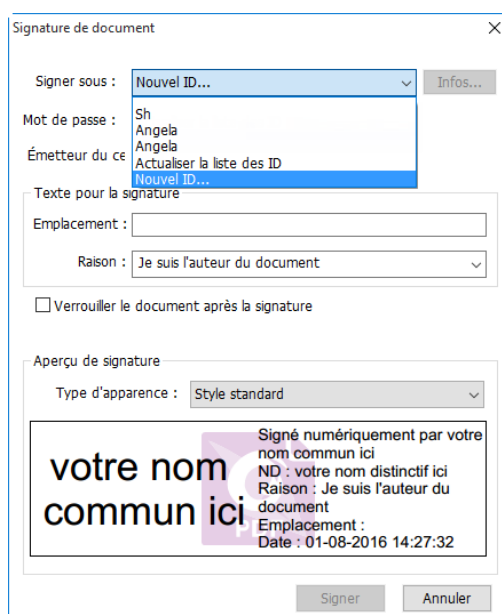 Signature de document
Signer sous :
Nouvel ID...
Infos...
Sh
Angela
Angela
Actualiser la liste des ID
Nouvel ID...
Mot de passe :
Émetteur du ce
Texte pour la signature
Emplacement :
Raison :
Je suis l'auteur du document
Verrouiller le document après la signature
Aperçu de signature
Type d'apparence :
Style standard
votre nom
commun ici
Signé numériquement par votre
nom commun ici
ND : votre nom distinctif ici
Raison : Je suis l'auteur du
document
Emplacement :
Date : 01-08-2016 14:27:32
PDF
Signer
Annuler